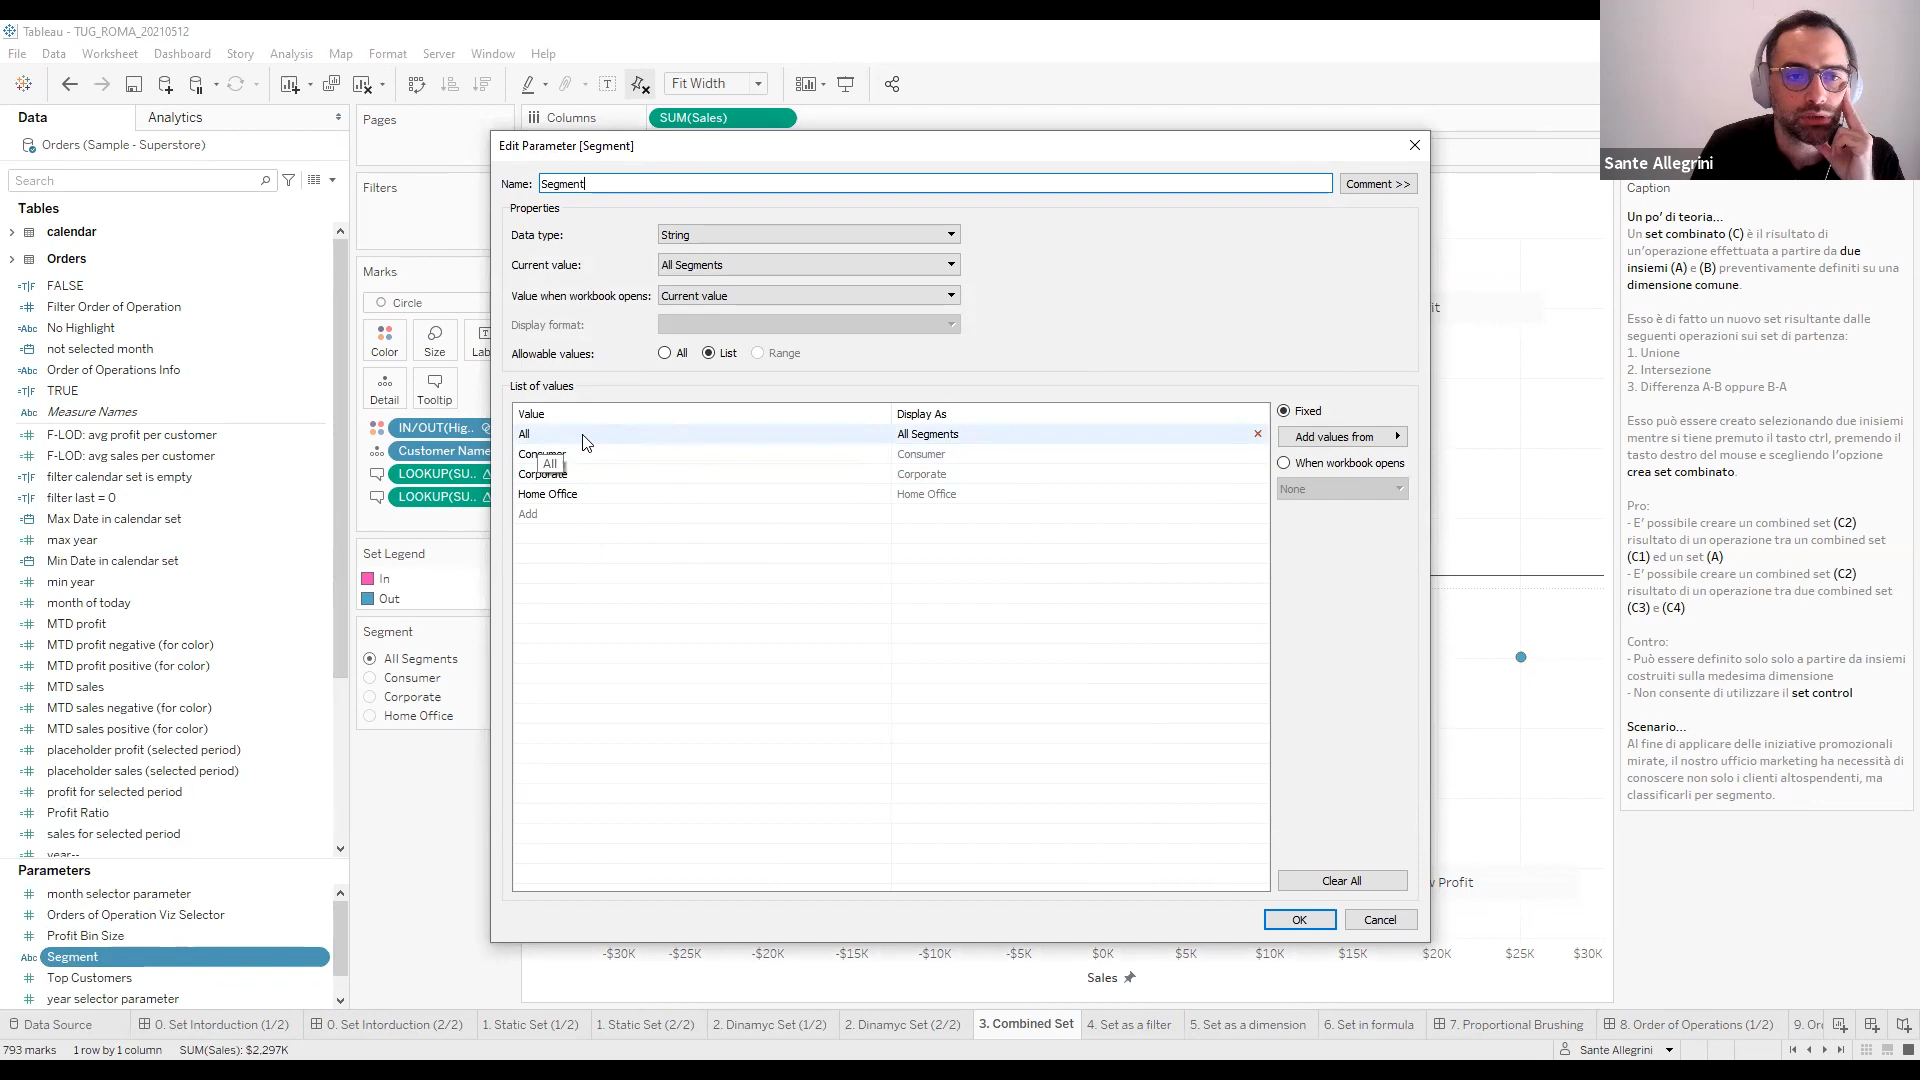 Tableau - TUG_ROMA_20210512
File Data Worksheet Dashboard Story Analysis Map Format Server Window Help
Fit Width
Data Analytics
Orders (Sample - Superstore)
Search
Tables
calendar
Orders
FALSE
Filter Order of Operation
No Highlight
not selected month
Order of Operations Info
TRUE
Measure Names
F-LOD: avg profit per customer
F-LOD: avg sales per customer
filter calendar set is empty
filter last = 0
Max Date in calendar set
max year
Min Date in calendar set
min year
month of today
MTD profit
MTD profit negative (for color)
MTD profit positive (for color)
MTD sales
MTD sales negative (for color)
MTD sales positive (for color)
placeholder profit (selected period)
placeholder sales (selected period)
profit for selected period
Profit Ratio
sales for selected period
year--
Parameters
month selector parameter
Orders of Operation Viz Selector
Profit Bin Size
Abc Segment
Top Customers
year selector parameter
Pages
Filters
Marks
Circle
Color Size Lab
Detail Tooltip
IN/OUT(Hig..
Customer Name
LOOKUP(SU..
LOOKUP(SU..
Set Legend
In
Out
Segment
All Segments
Consumer
Corporate
Home Office
Columns SUM(Sales)
Edit Parameter [Segment]
Name: Segment Comment >>
Properties
Data type: String
Current value: All Segments
Value when workbook opens: Current value
Display format:
Allowable values: All List Range
List of values
Value Display As
All All Segments
Consumer Consumer
All
Corporate Corporate
Home Office Home Office
Add
Fixed
Add values from
When workbook opens
None
Clear All
OK Cancel
it
w Profit
-$30K -$25K -$20K -$15K -$10K -$5K $0K $5K $10K $15K $20K $25K $30K
Sales
Sante Allegrini
Caption
Un po' di teoria...
Un set combinato (C) è il risultato di
un'operazione effettuata a partire da due
insiemi (A) e (B) preventivamente definiti su una
dimensione comune.
Esso è di fatto un nuovo set risultante dalle
seguenti operazioni sui set di partenza:
1. Unione
2. Intersezione
3. Differenza A-B oppure B-A
Esso può essere creato selezionando due inisiemi
mentre si tiene premuto il tasto ctrl, premendo il
tasto destro del mouse e scegliendo l'opzione
crea set combinato.
Pro:
- E' possibile creare un combined set (C2)
risultato di un operazione tra un combined set
(C1) ed un set (A)
- E' possibile creare un combined set (C2)
risultato di un operazione tra due combined set
(C3) e (C4)
Contro:
- Può essere definito solo solo a partire da insiemi
costruiti sulla medesima dimensione
- Non consente di utilizzare il set control
Scenario...
Al fine di applicare delle iniziative promozionali
mirate, il nostro ufficio marketing ha necessità di
conoscere non solo i clienti altospendenti, ma
classificarli per segmento.
Data Source 0. Set Intorduction (1/2) 0. Set Intorduction (2/2) 1. Static Set (1/2) 1. Static Set (2/2) 2. Dinamyc Set (1/2) 2. Dinamyc Set (2/2) 3. Combined Set 4. Set as a filter 5. Set as a dimension 6. Set in formula 7. Proportional Brushing 8. Order of Operations (1/2) 9. Or
793 marks 1 row by 1 column SUM(Sales): $2,297K Sante Allegrini